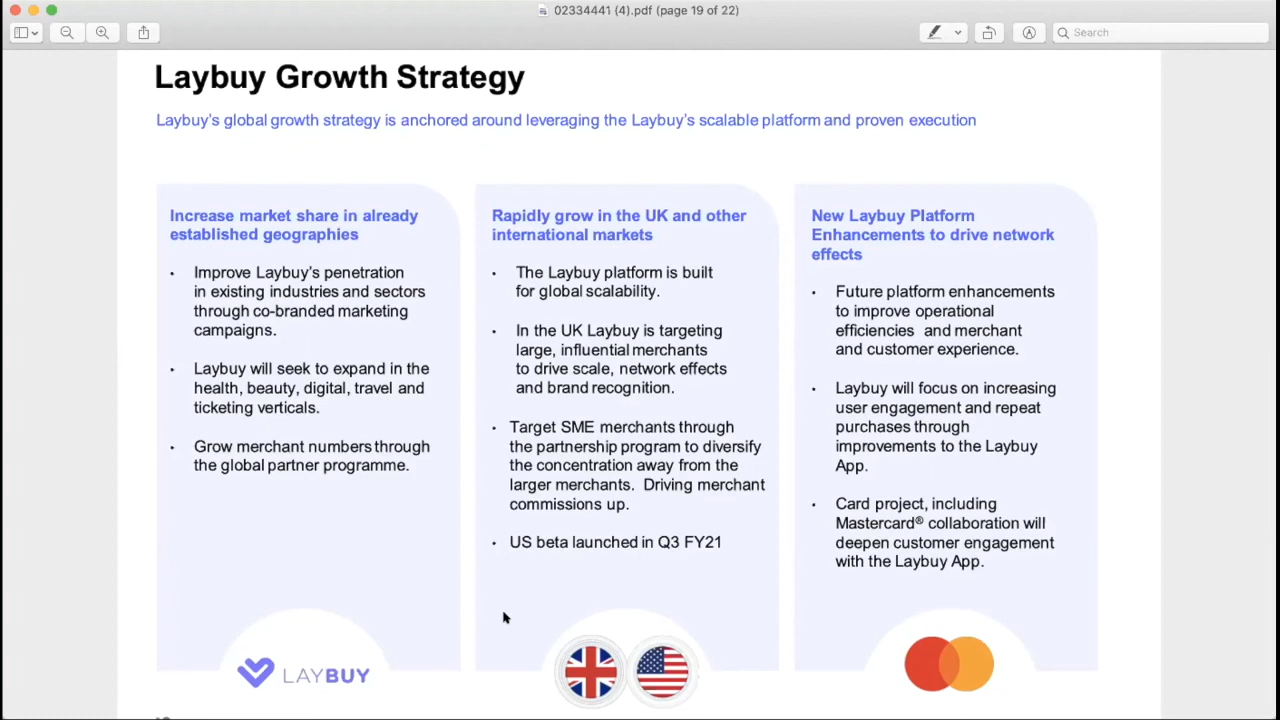 02334441 (4).pdf (page 19 of 22)
Search
Laybuy Growth Strategy
Laybuy's global growth strategy is anchored around leveraging the Laybuy's scalable platform and proven execution
Increase market share in already
established geographies
• Improve Laybuy's penetration
in existing industries and sectors
through co-branded marketing
campaigns.
• Laybuy will seek to expand in the
health, beauty, digital, travel and
ticketing verticals.
• Grow merchant numbers through
the global partner programme.
LAYBUY
Rapidly grow in the UK and other
international markets
• The Laybuy platform is built
for global scalability.
• In the UK Laybuy is targeting
large, influential merchants
to drive scale, network effects
and brand recognition.
• Target SME merchants through
the partnership program to diversify
the concentration away from the
larger merchants. Driving merchant
commissions up.
• US beta launched in Q3 FY21
New Laybuy Platform
Enhancements to drive network
effects
• Future platform enhancements
to improve operational
efficiencies and merchant
and customer experience.
• Laybuy will focus on increasing
user engagement and repeat
purchases through
improvements to the Laybuy
App.
• Card project, including
Mastercard® collaboration will
deepen customer engagement
with the Laybuy App.